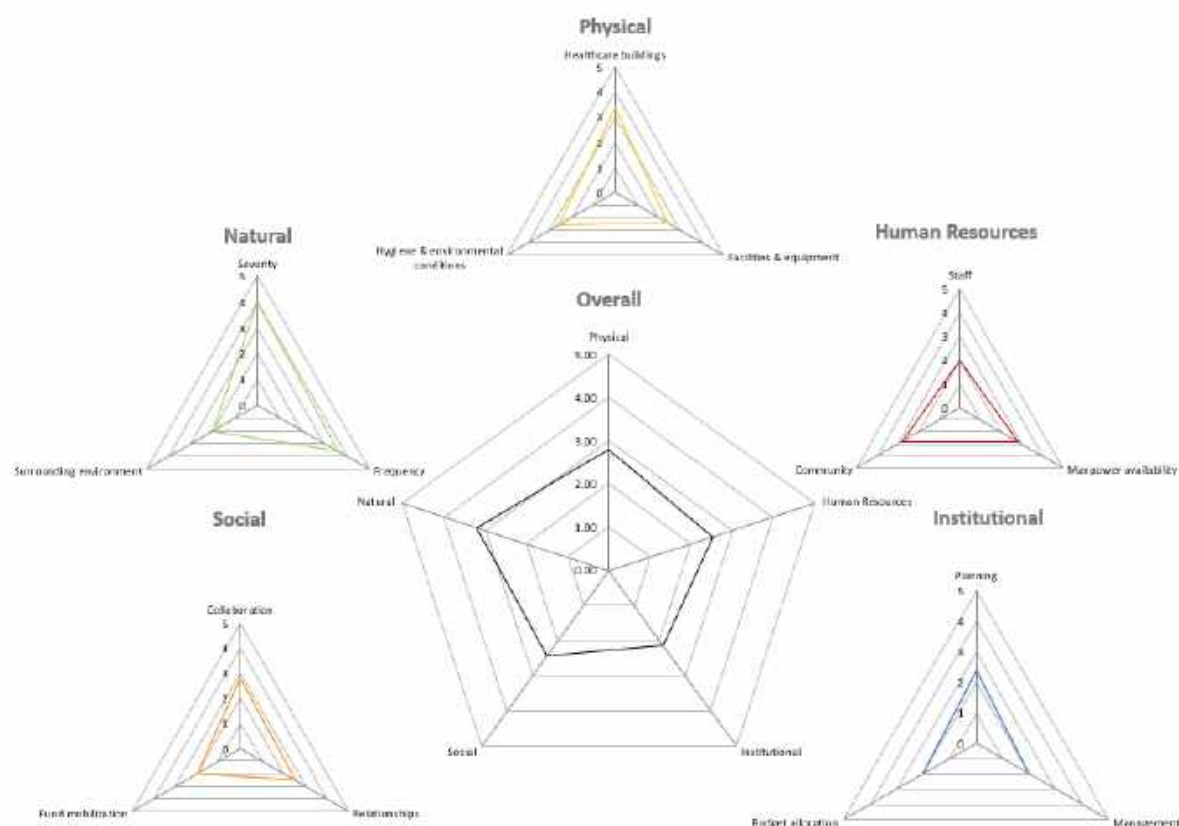 Physical
Healthcare buildings
5
4
3
2
1
0
Hygiene & environmental
conditions
Facilities & equipment
Natural
Severity
5
4
3
2
1
0
Surrounding environment
Frequency
Human Resources
Staff
5
4
3
2
1
0
Community
Manpower availability
Overall
Physical
5.00
4.00
3.00
2.00
1.00
0.00
Natural
Human Resources
Social
Institutional
Social
Collaboration
5
4
3
2
1
0
Fund mobilization
Relationships
Institutional
Planning
5
4
3
2
1
0
Budget allocation
Management